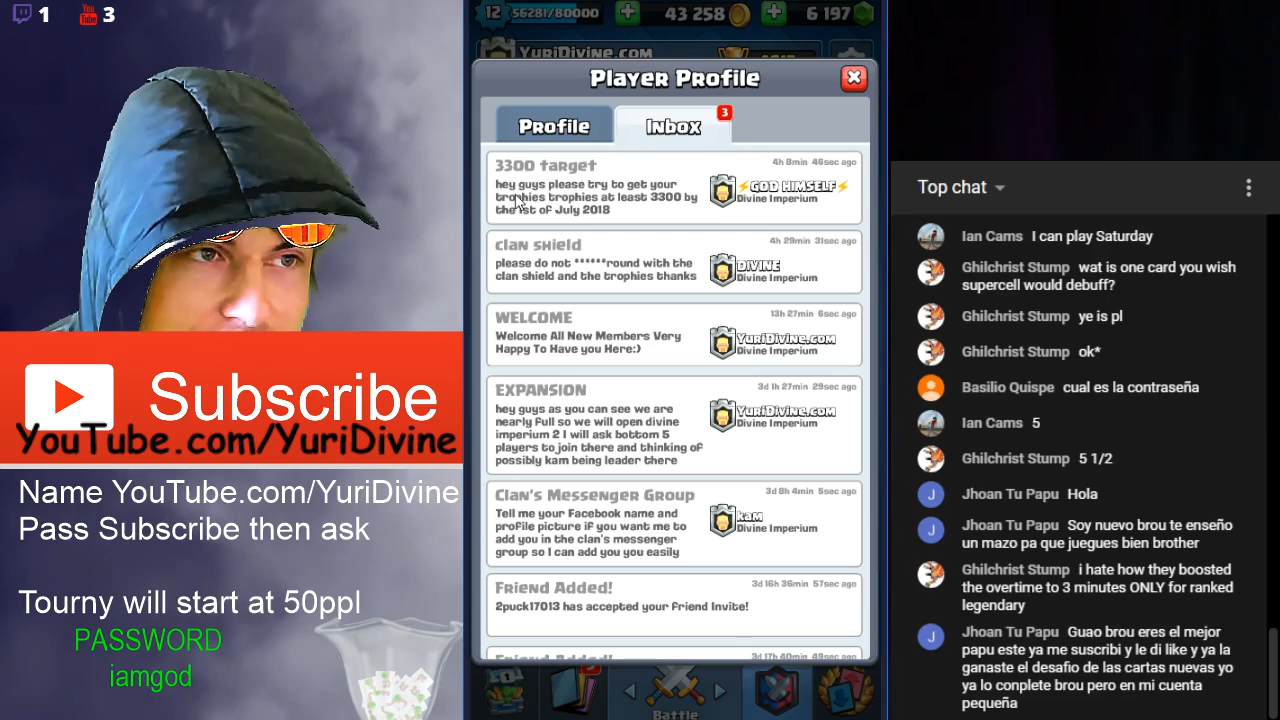 1 3
Subscribe
YouTube.com/YuriDivine
Name YouTube.com/YuriDivine
Pass Subscribe then ask
Tourny will start at 50ppl
PASSWORD
iamgod
12 56281/80000 43 258 6 197
YuriDivine.com
Player Profile
Profile Inbox 3
3300 target 4h 8min 46sec ago
hey guys please try to get your
trophies trophies at least 3300 by
the 1st of July 2018
⚡GOD HIMSELF⚡
Divine Imperium
clan shield 4h 29min 31sec ago
please do not ******round with the
clan shield and the trophies thanks
DIVINE
Divine Imperium
WELCOME 13h 27min 6sec ago
Welcome All New Members Very
Happy To Have you Here:)
YuriDivine.com
Divine Imperium
EXPANSION 3d 1h 27min 29sec ago
hey guys as you can see we are
nearly full so we will open divine
imperium 2 I will ask bottom 5
players to join there and thinking of
possibly kam being leader there
YuriDivine.com
Divine Imperium
Clan's Messenger Group 3d 8h 4min 5sec ago
Tell me your Facebook name and
profile picture if you want me to
add you in the clan's messenger
group so I can add you you easily
kam
Divine Imperium
Friend Added! 3d 16h 36min 57sec ago
2puck17013 has accepted your friend invite!
Friend Added! 3d 17h 40min 49sec ago
Battle
Top chat
Ian Cams I can play Saturday
Ghilchrist Stump wat is one card you wish
supercell would debuff?
Ghilchrist Stump ye is pl
Ghilchrist Stump ok*
Basilio Quispe cual es la contraseña
Ian Cams 5
Ghilchrist Stump 5 1/2
Jhoan Tu Papu Hola
Jhoan Tu Papu Soy nuevo brou te enseño
un mazo pa que juegues bien brother
Ghilchrist Stump i hate how they boosted
the overtime to 3 minutes ONLY for ranked
legendary
Jhoan Tu Papu Guao brou eres el mejor
papu este ya me suscribi y le di like y ya la
ganaste el desafio de las cartas nuevas yo
ya lo conplete brou pero en mi cuenta
pequeña